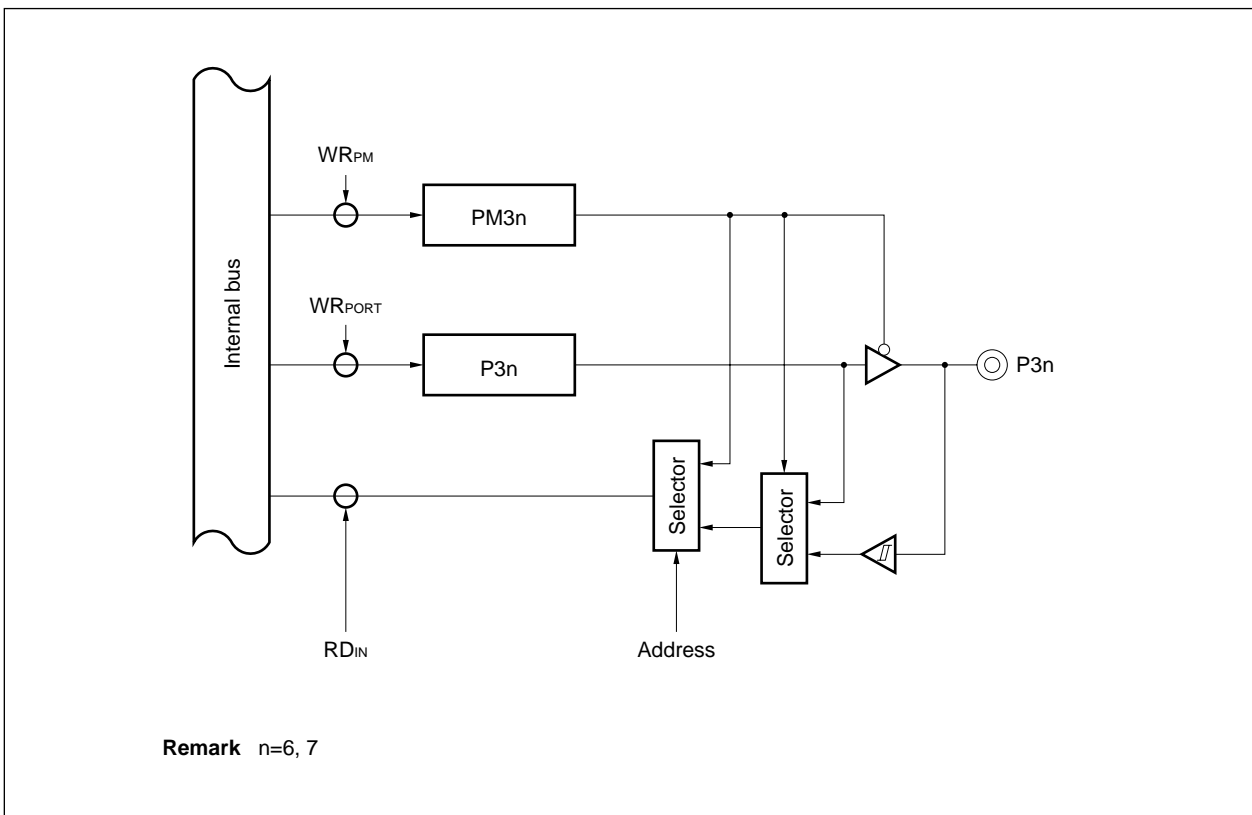 WRPM
PM3n
Internal bus
WRPORT
P3n
P3n
Selector
Selector
RDIN
Address
Remark n=6, 7